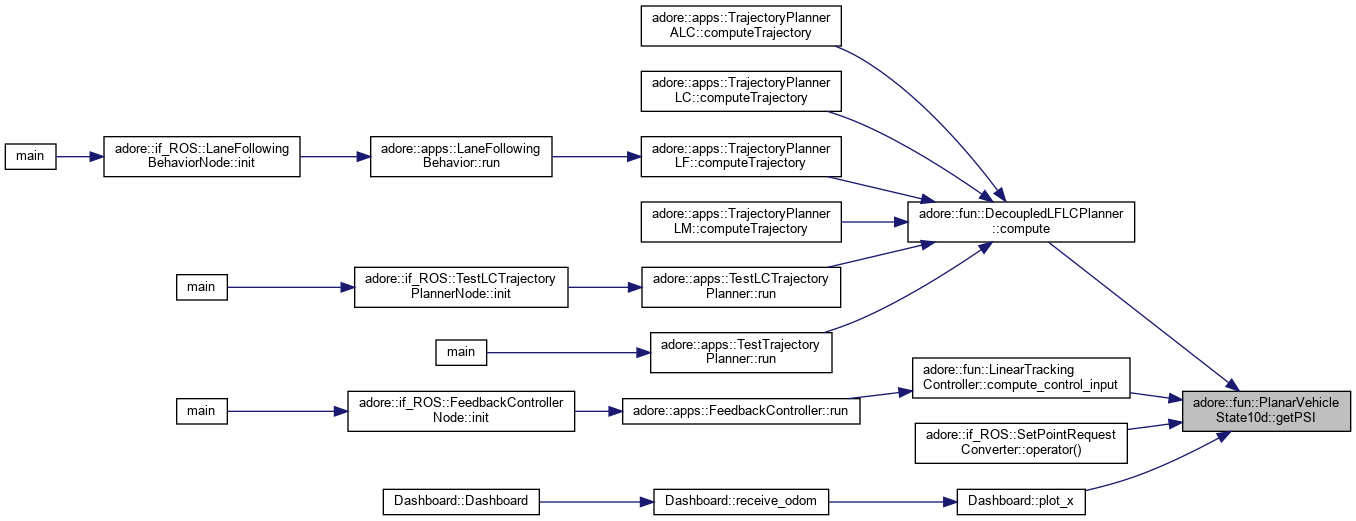 adore::apps::TrajectoryPlanner
ALC::computeTrajectory
adore::apps::TrajectoryPlanner
LC::computeTrajectory
main
adore::if_ROS::LaneFollowing
BehaviorNode::init
adore::apps::LaneFollowing
Behavior::run
adore::apps::TrajectoryPlanner
LF::computeTrajectory
adore::apps::TrajectoryPlanner
LM::computeTrajectory
adore::fun::DecoupledLFLCPlanner
::compute
main
adore::if_ROS::TestLCTrajectory
PlannerNode::init
adore::apps::TestLCTrajectory
Planner::run
main
adore::apps::TestTrajectory
Planner::run
adore::fun::LinearTracking
Controller::compute_control_input
main
adore::if_ROS::FeedbackController
Node::init
adore::apps::FeedbackController::run
adore::fun::PlanarVehicle
State10d::getPSI
adore::if_ROS::SetPointRequest
Converter::operator()
Dashboard::Dashboard
Dashboard::receive_odom
Dashboard::plot_x